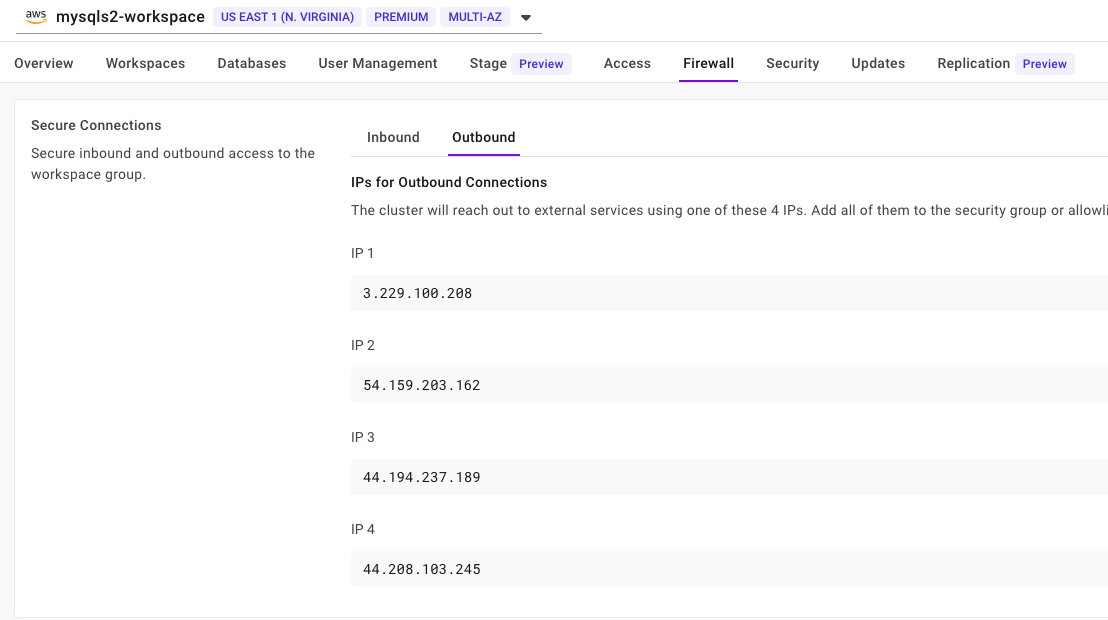 aws mysqls2-workspace US EAST 1 (N. VIRGINIA) PREMIUM MULTI-AZ
Overview Workspaces Databases User Management Stage Preview Access Firewall Security Updates Replication Preview
Secure Connections
Secure inbound and outbound access to the
workspace group.
Inbound Outbound
IPs for Outbound Connections
The cluster will reach out to external services using one of these 4 IPs. Add all of them to the security group or allowli
IP 1
3.229.100.208
IP 2
54.159.203.162
IP 3
44.194.237.189
IP 4
44.208.103.245